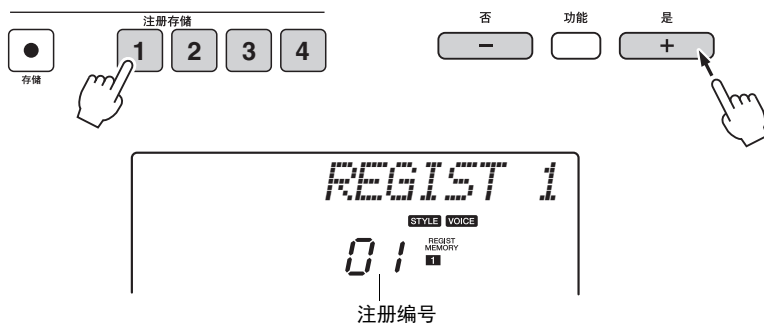 注册存储
否 功能 是
1 2 3 4
− +
存储
REGIST 1
STYLE VOICE
01 REGIST
MEMORY
1
注册编号